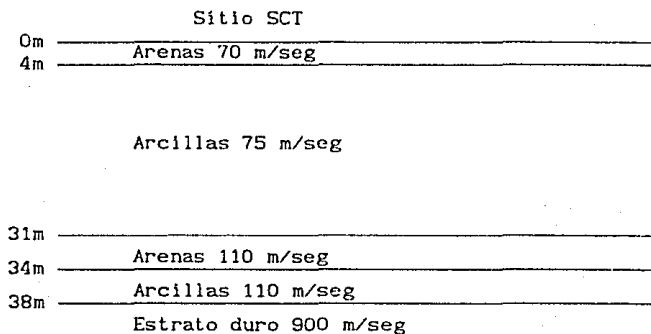 Sítio SCT
0m
Arenas 70 m/seg
4m
Arcillas 75 m/seg
31m
Arenas 110 m/seg
34m
Arcillas 110 m/seg
38m
Estrato duro 900 m/seg